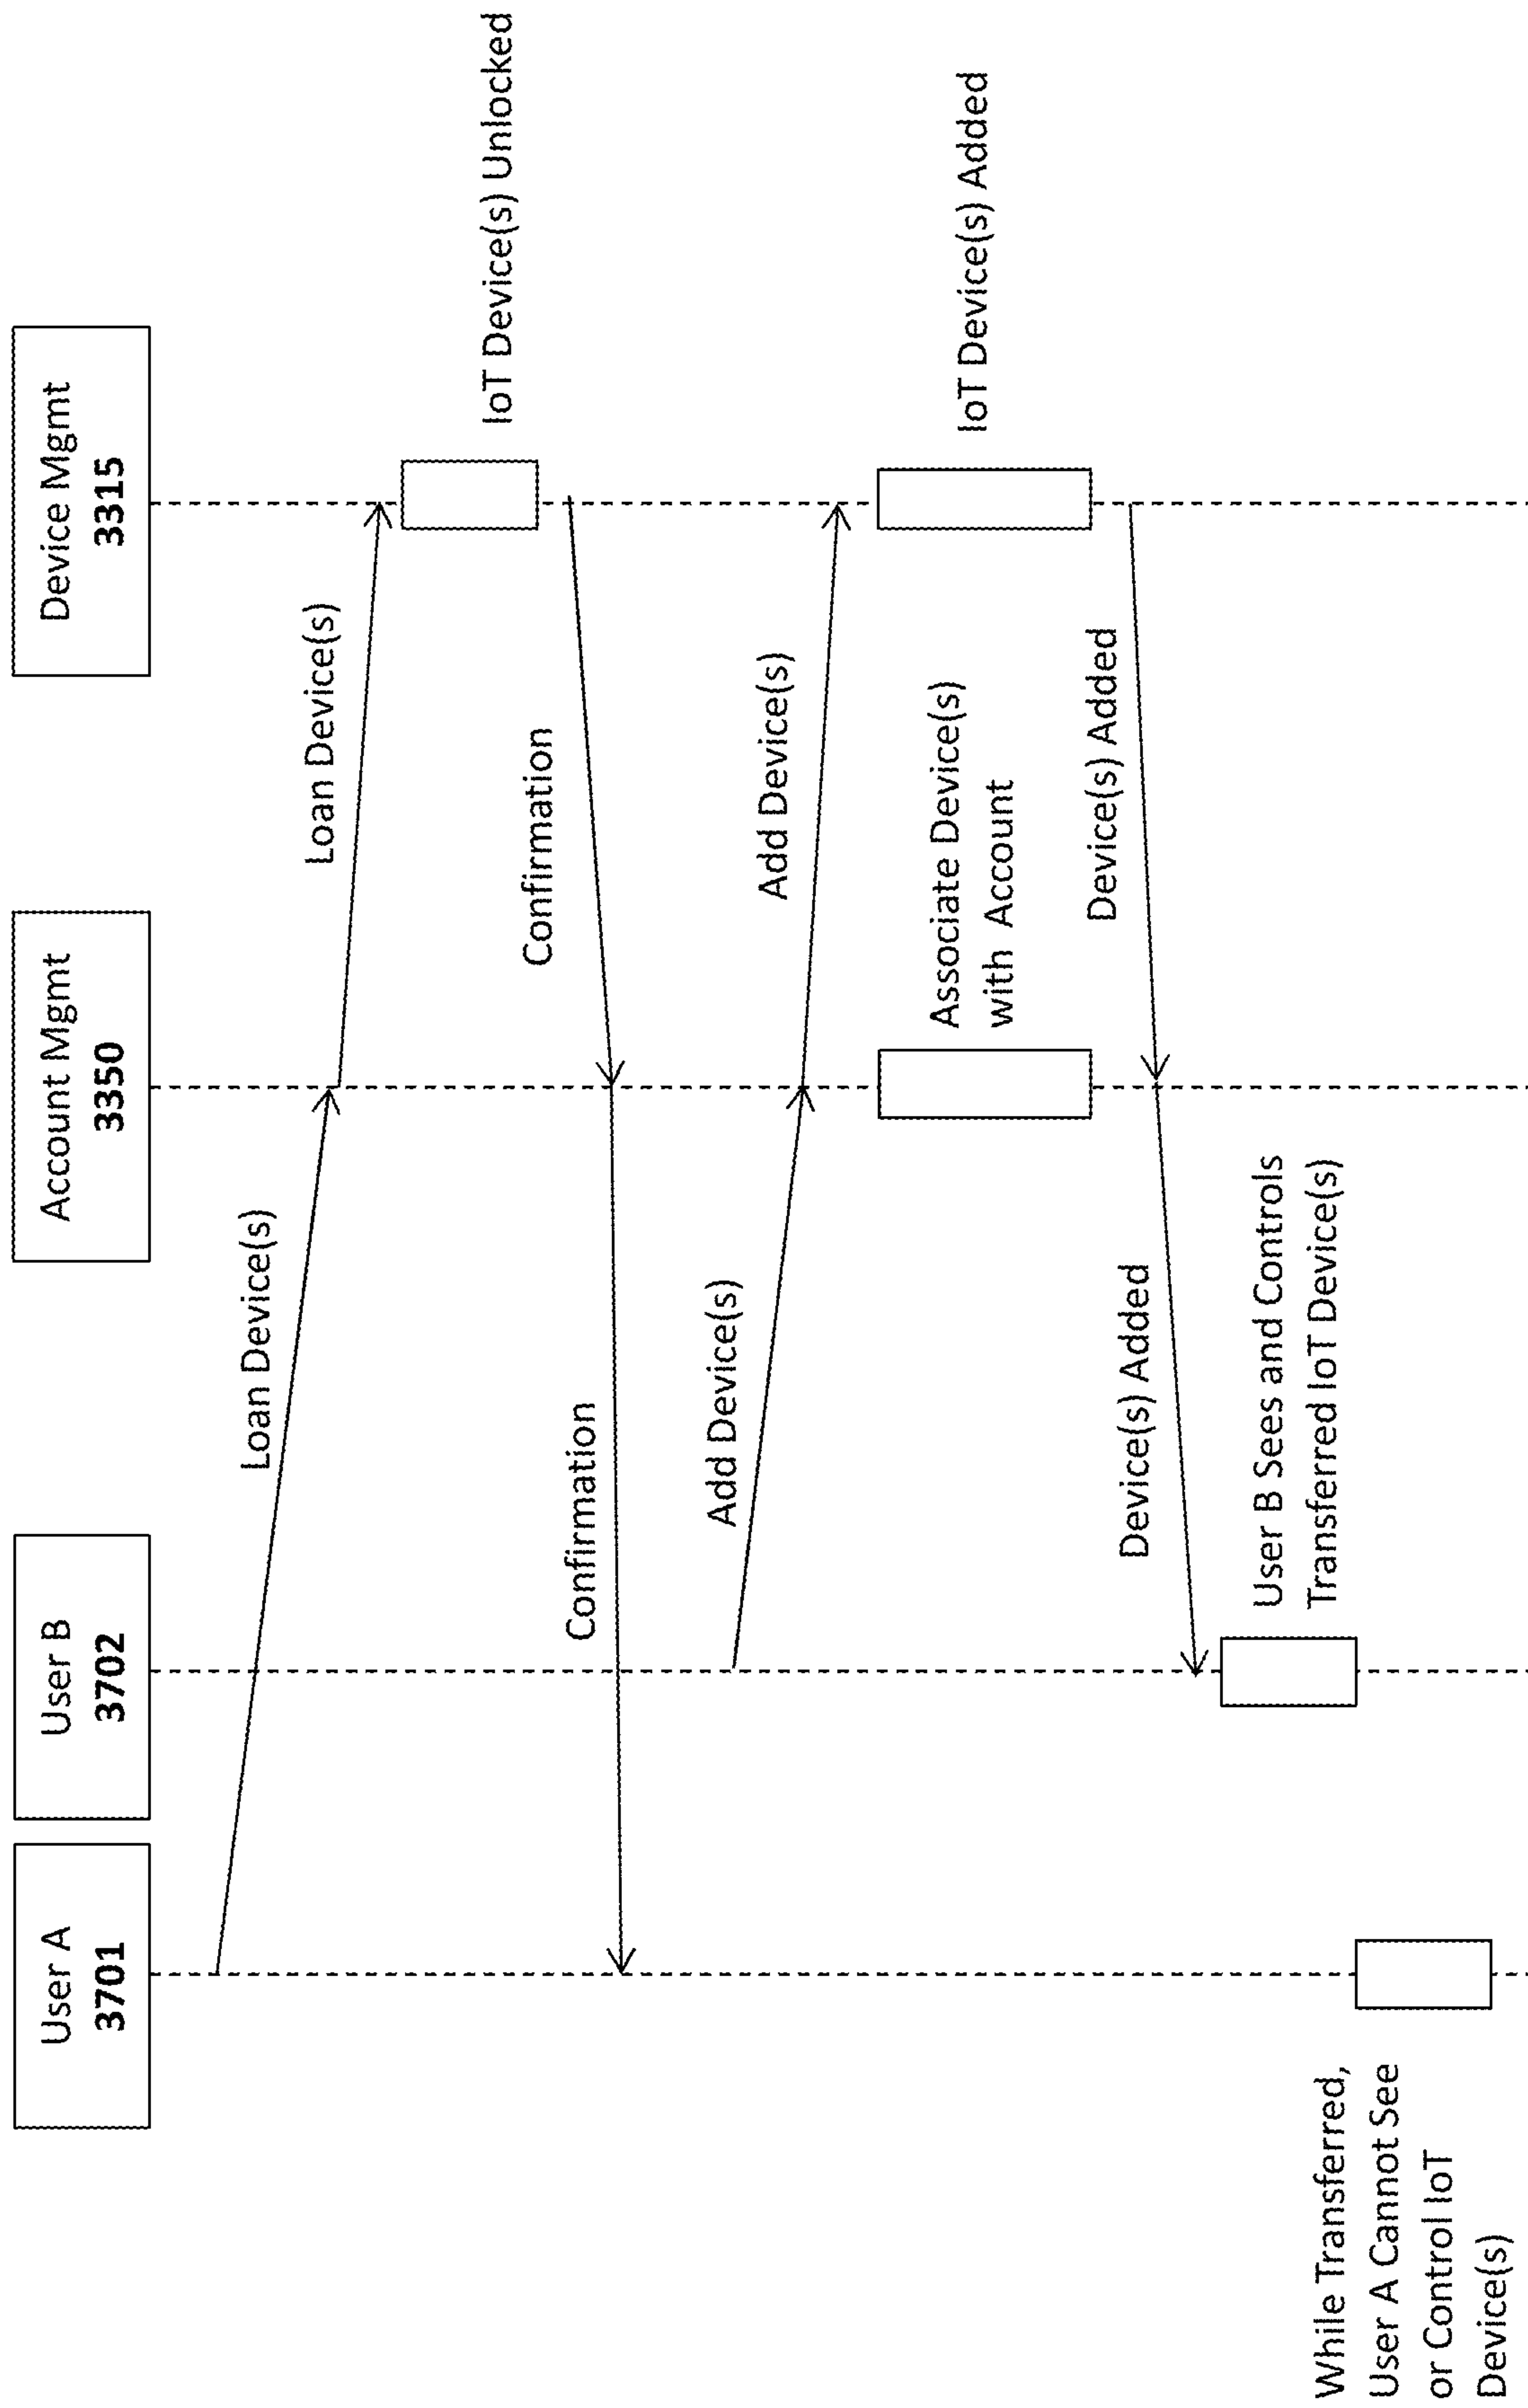 User A
3701
User B
3702
Account Mgmt
3350
Device Mgmt
3315
Loan Device(s)
Loan Device(s)
IoT Device(s) Unlocked
Confirmation
Confirmation
Add Device(s)
Add Device(s)
Associate Device(s)
with Account
IoT Device(s) Added
Device(s) Added
Device(s) Added
User B Sees and Controls
Transferred IoT Device(s)
While Transferred,
User A Cannot See
or Control IoT
Device(s)